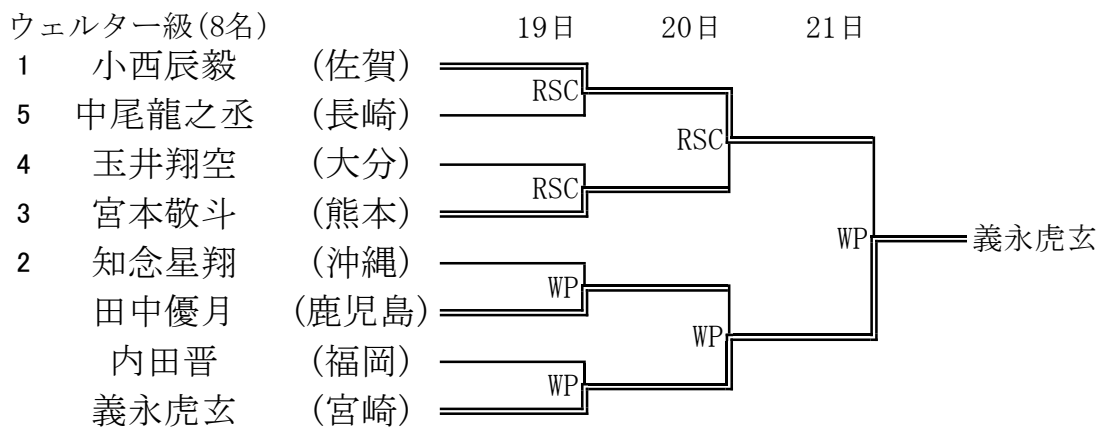 ウェルター級(8名) 19日 20日 21日
1 小西辰毅 (佐賀)
RSC
5 中尾龍之丞 (長崎)
RSC
4 玉井翔空 (大分)
RSC
3 宮本敬斗 (熊本)
WP 義永虎玄
2 知念星翔 (沖縄)
WP
田中優月 (鹿児島)
WP
内田晋 (福岡)
WP
義永虎玄 (宮崎)